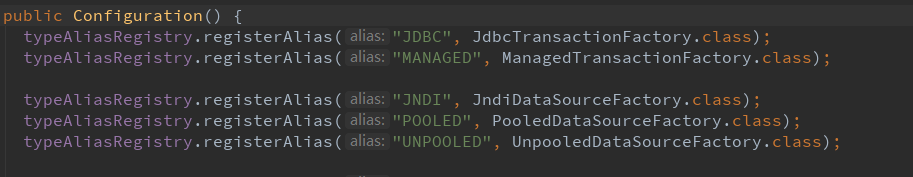 public Configuration() {
typeAliasRegistry.registerAlias( alias: "JDBC", JdbcTransactionFactory.class);
typeAliasRegistry.registerAlias( alias: "MANAGED", ManagedTransactionFactory.class);
typeAliasRegistry.registerAlias( alias: "JNDI", JndiDataSourceFactory.class);
typeAliasRegistry.registerAlias( alias: "POOLED", PooledDataSourceFactory.class);
typeAliasRegistry.registerAlias( alias: "UNPOOLED", UnpooledDataSourceFactory.class);